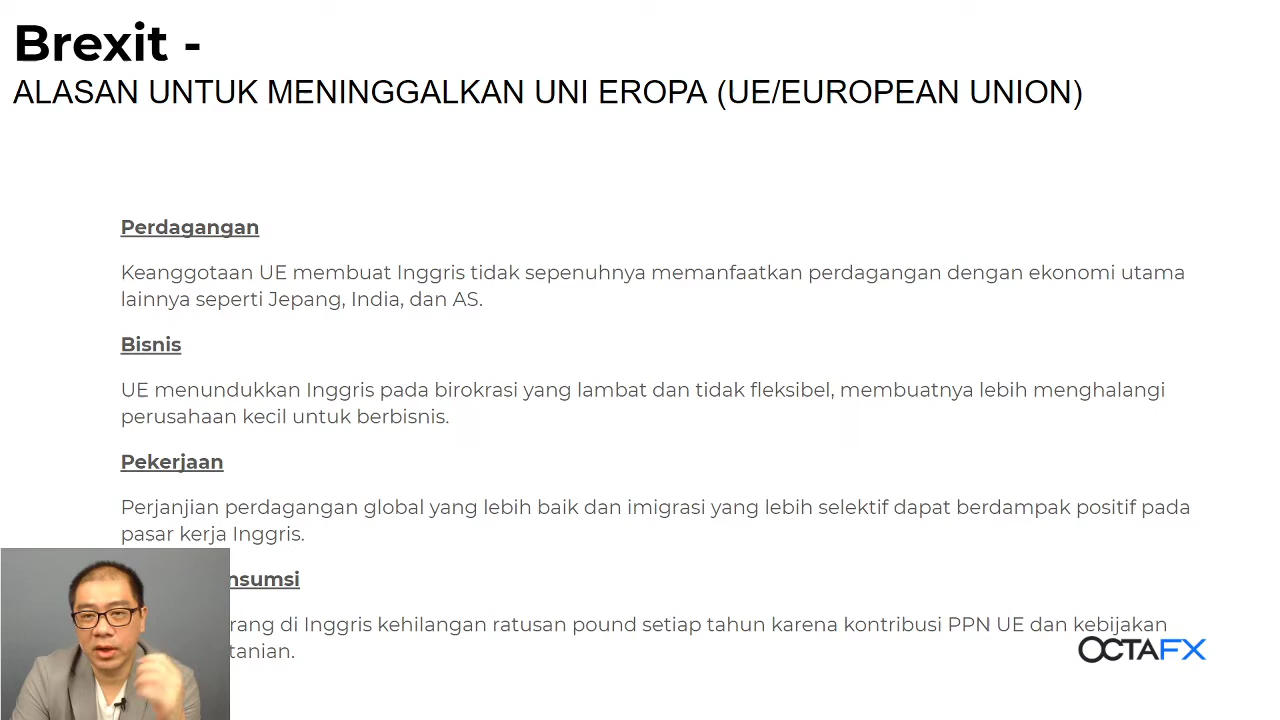 Brexit -
ALASAN UNTUK MENINGGALKAN UNI EROPA (UE/EUROPEAN UNION)
Perdagangan
Keanggotaan UE membuat Inggris tidak sepenuhnya memanfaatkan perdagangan dengan ekonomi utama
lainnya seperti Jepang, India, dan AS.
Bisnis
UE menundukkan Inggris pada birokrasi yang lambat dan tidak fleksibel, membuatnya lebih menghalangi
perusahaan kecil untuk berbisnis.
Pekerjaan
Perjanjian perdagangan global yang lebih baik dan imigrasi yang lebih selektif dapat berdampak positif pada
pasar kerja Inggris.
di Inggris kehilangan ratusan pound setiap tahun karena kontribusi PPN UE dan kebijakan
OCTAFX